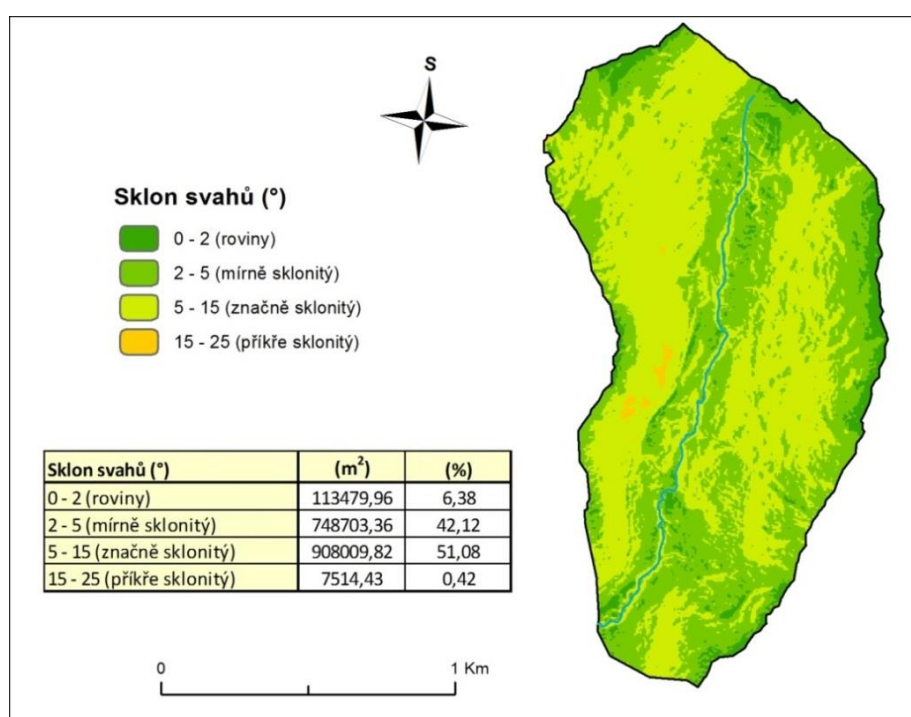 S
Sklon svahů (°)
0 - 2 (roviny)
2 - 5 (mírně sklonitý)
5 - 15 (značně sklonitý)
15 - 25 (příkře sklonitý)
Sklon svahů (°) (m²) (%)
0 - 2 (roviny) 113479,96 6,38
2 - 5 (mírně sklonitý) 748703,36 42,12
5 - 15 (značně sklonitý) 908009,82 51,08
15 - 25 (příkře sklonitý) 7514,43 0,42
0 1 Km